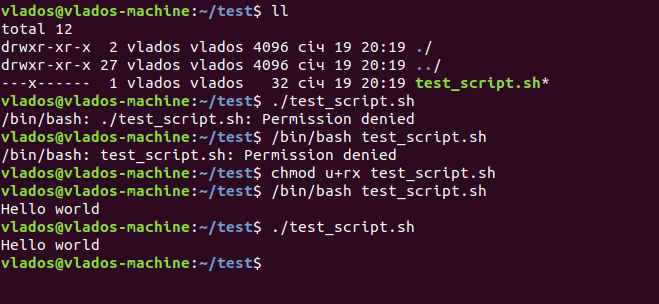 vlados@vlados-machine:~/test$ ll
total 12
drwxr-xr-x  2 vlados vlados 4096 січ 19 20:19 ./
drwxr-xr-x 27 vlados vlados 4096 січ 19 20:19 ../
---x------  1 vlados vlados   32 січ 19 20:19 test_script.sh*
vlados@vlados-machine:~/test$ ./test_script.sh
/bin/bash: ./test_script.sh: Permission denied
vlados@vlados-machine:~/test$ /bin/bash test_script.sh
/bin/bash: test_script.sh: Permission denied
vlados@vlados-machine:~/test$ chmod u+rx test_script.sh
vlados@vlados-machine:~/test$ /bin/bash test_script.sh
Hello world
vlados@vlados-machine:~/test$ ./test_script.sh
Hello world
vlados@vlados-machine:~/test$